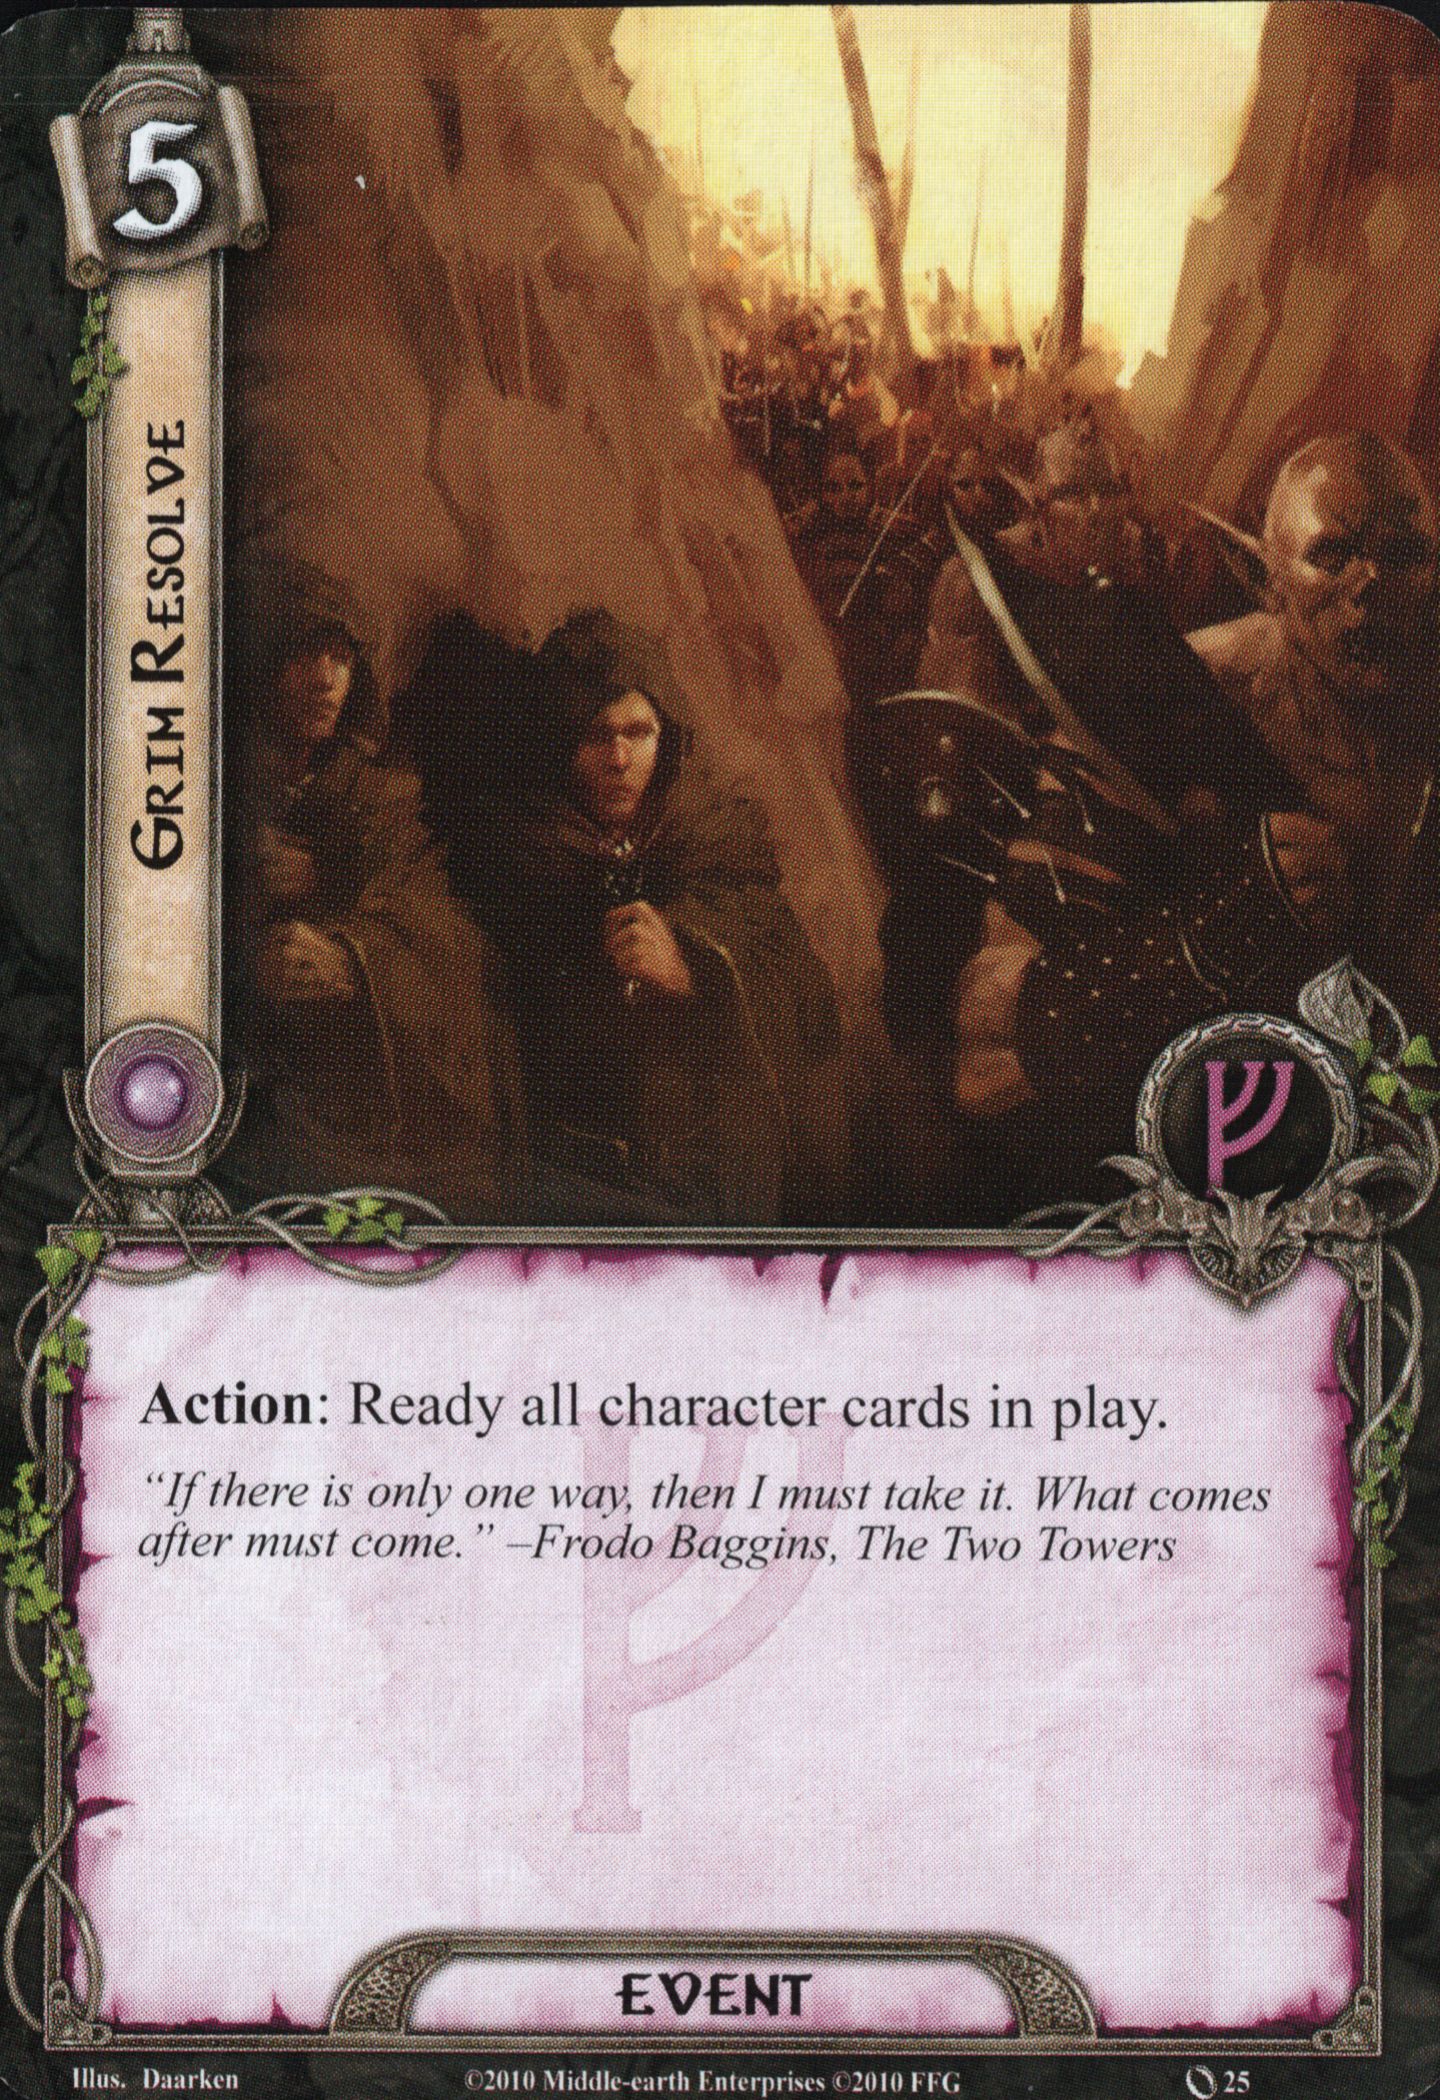 5
Grim Resolve
Action: Ready all character cards in play.
“If there is only one way, then I must take it. What comes
after must come.” –Frodo Baggins, The Two Towers
EVENT
Illus. Daarken ©2010 Middle-earth Enterprises ©2010 FFG 25